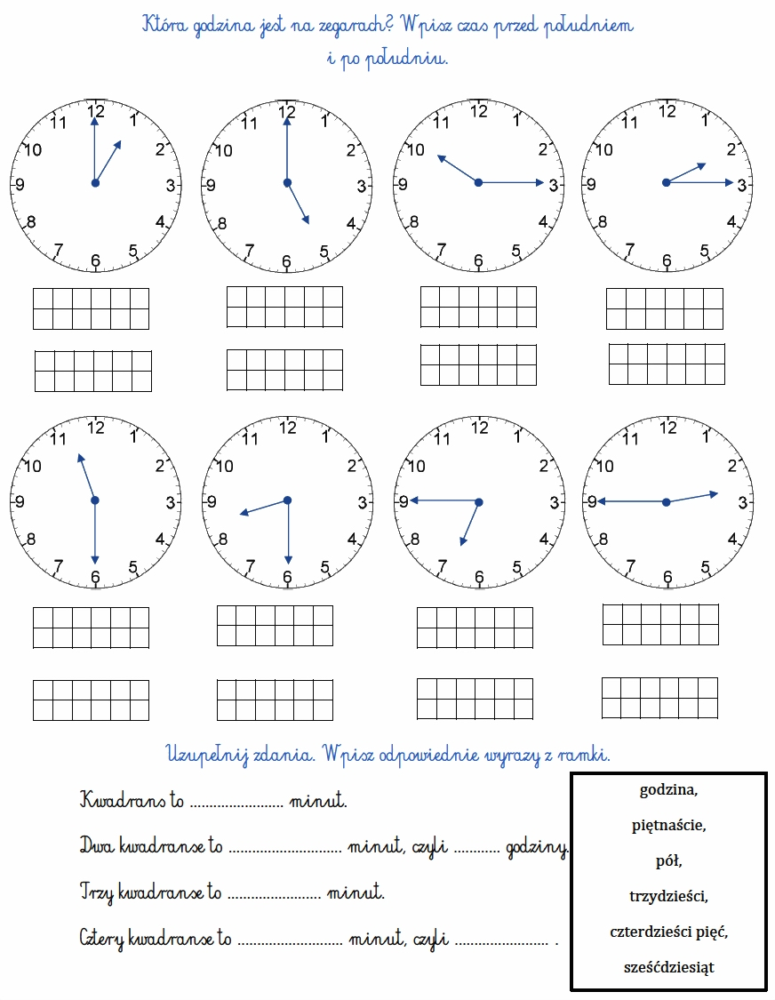 Która godzina jest na zegarach? Wpisz czas przed południem
i po południu.
12 1 2 3 4 5 6 7 8 9 10 11
12 1 2 3 4 5 6 7 8 9 10 11
12 1 2 3 4 5 6 7 8 9 10 11
12 1 2 3 4 5 6 7 8 9 10 11
12 1 2 3 4 5 6 7 8 9 10 11
12 1 2 3 4 5 6 7 8 9 10 11
12 1 2 3 4 5 6 7 8 9 10 11
12 1 2 3 4 5 6 7 8 9 10 11
Uzupełnij zdania. Wpisz odpowiednie wyrazy z ramki.
Kwadrans to ........................ minut.
Dwa kwadranse to ............................. minut, czyli ............ godziny.
Trzy kwadranse to ........................ minut.
Cztery kwadranse to ........................... minut, czyli ........................ .
godzina,
piętnaście,
pół,
trzydzieści,
czterdzieści pięć,
sześćdziesiąt